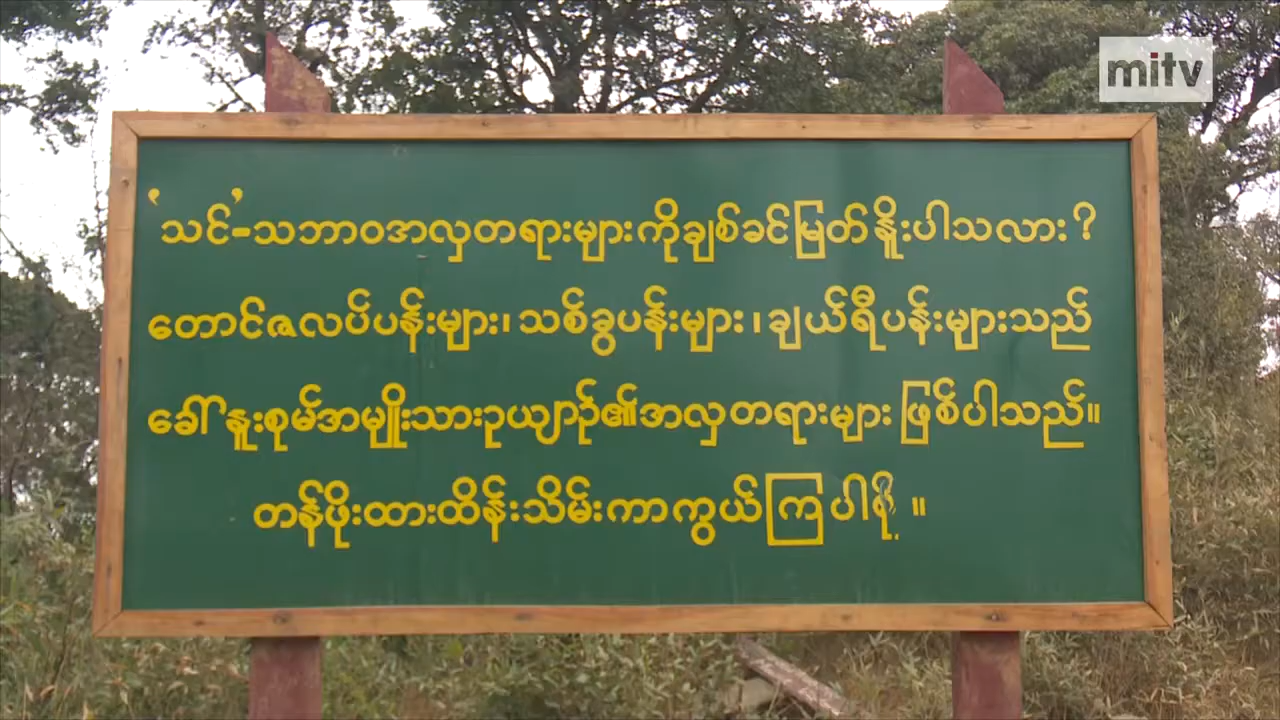 mitv
'သင်'-သဘာဝအလှတရားများကိုချစ်ခင်မြတ်နိူးပါသလား?
တောင်ဇလပ်ပန်းများ၊ သစ်ခွပန်းများ၊ ချယ်ရီပန်းများသည်
ခေါ်နူးစုမ်အမျိုးသားဥယျာဉ်၏အလှတရားများ ဖြစ်ပါသည်။
တန်ဖိုးထားထိန်းသိမ်းကာကွယ်ကြပါစို့ ။